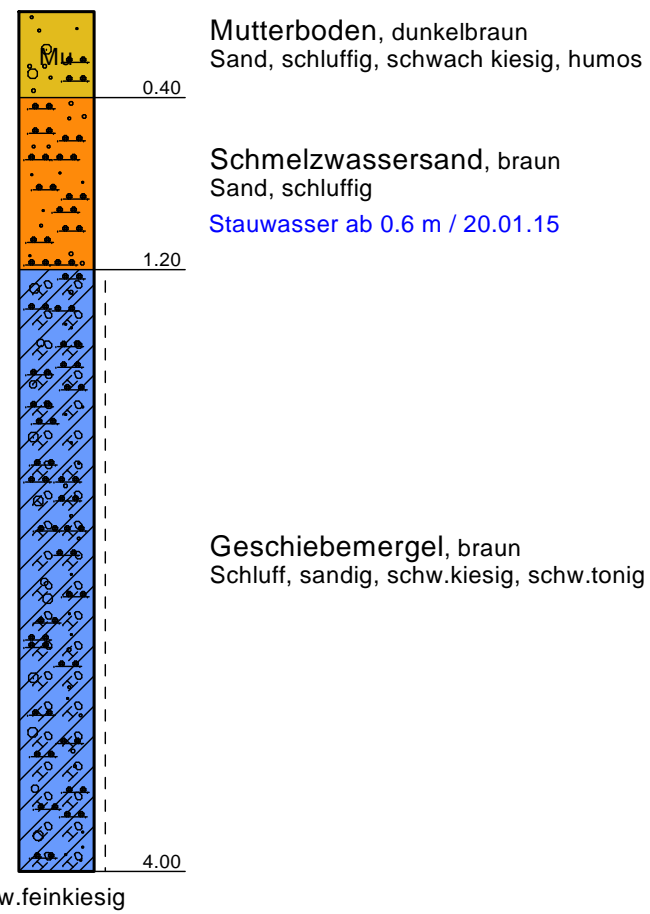 Mutterboden, dunkelbraun
Sand, schluffig, schwach kiesig, humos
Mu
0.40
Schmelzwassersand, braun
Sand, schluffig
Stauwasser ab 0.6 m / 20.01.15
1.20
Geschiebemergel, braun
Schluff, sandig, schw.kiesig, schw.tonig
4.00
w.feinkiesig